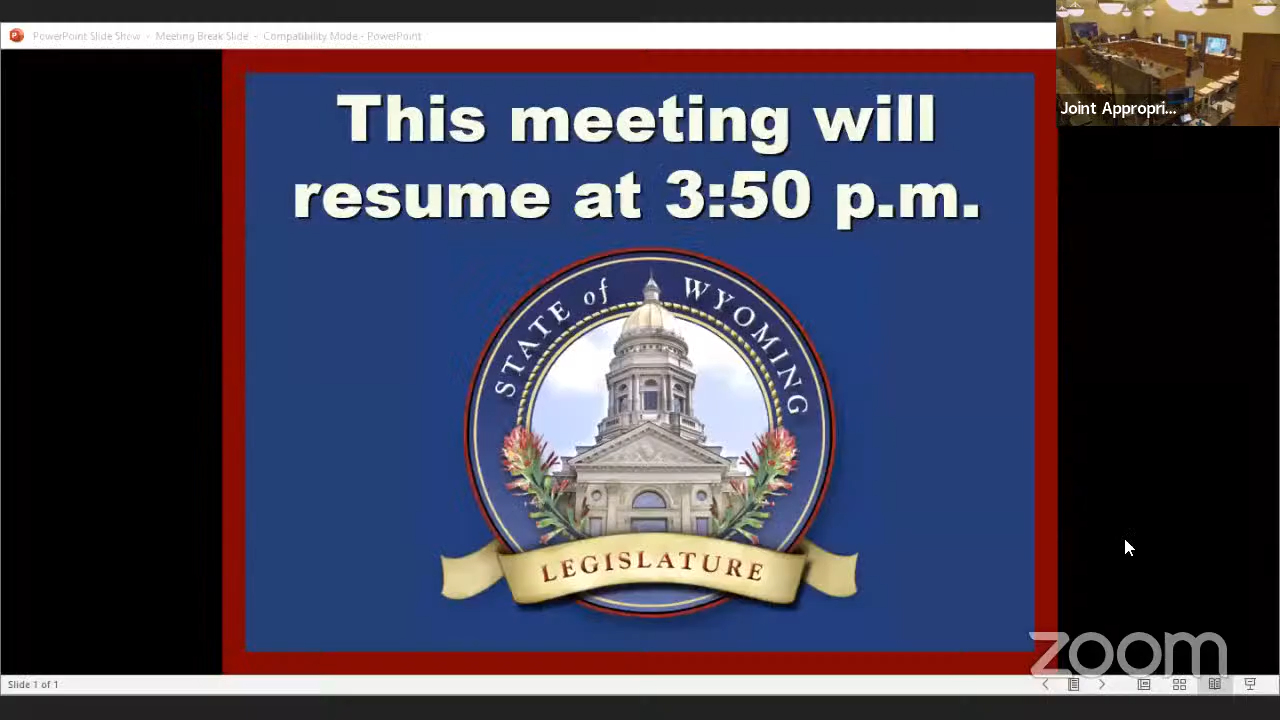 PowerPoint Slide Show - Meeting Break Slide - Compatibility Mode - PowerPoint
Joint Appropri...
This meeting will
resume at 3:50 p.m.
STATE of WYOMING
LEGISLATURE
zoom
Slide 1 of 1